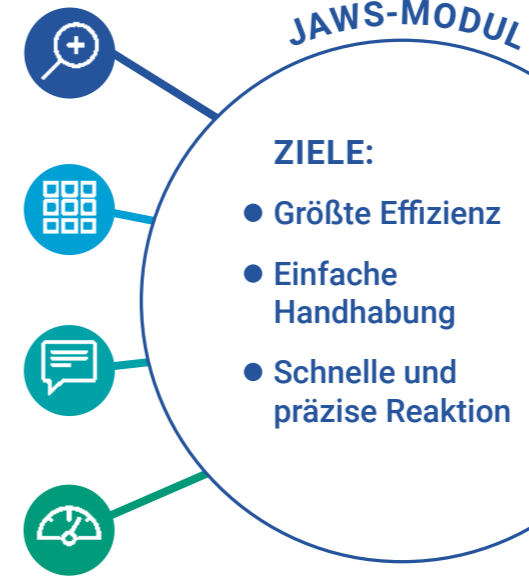 JAWS-MODUL
ZIELE:
● Größte Effizienz
● Einfache
Handhabung
● Schnelle und
präzise Reaktion